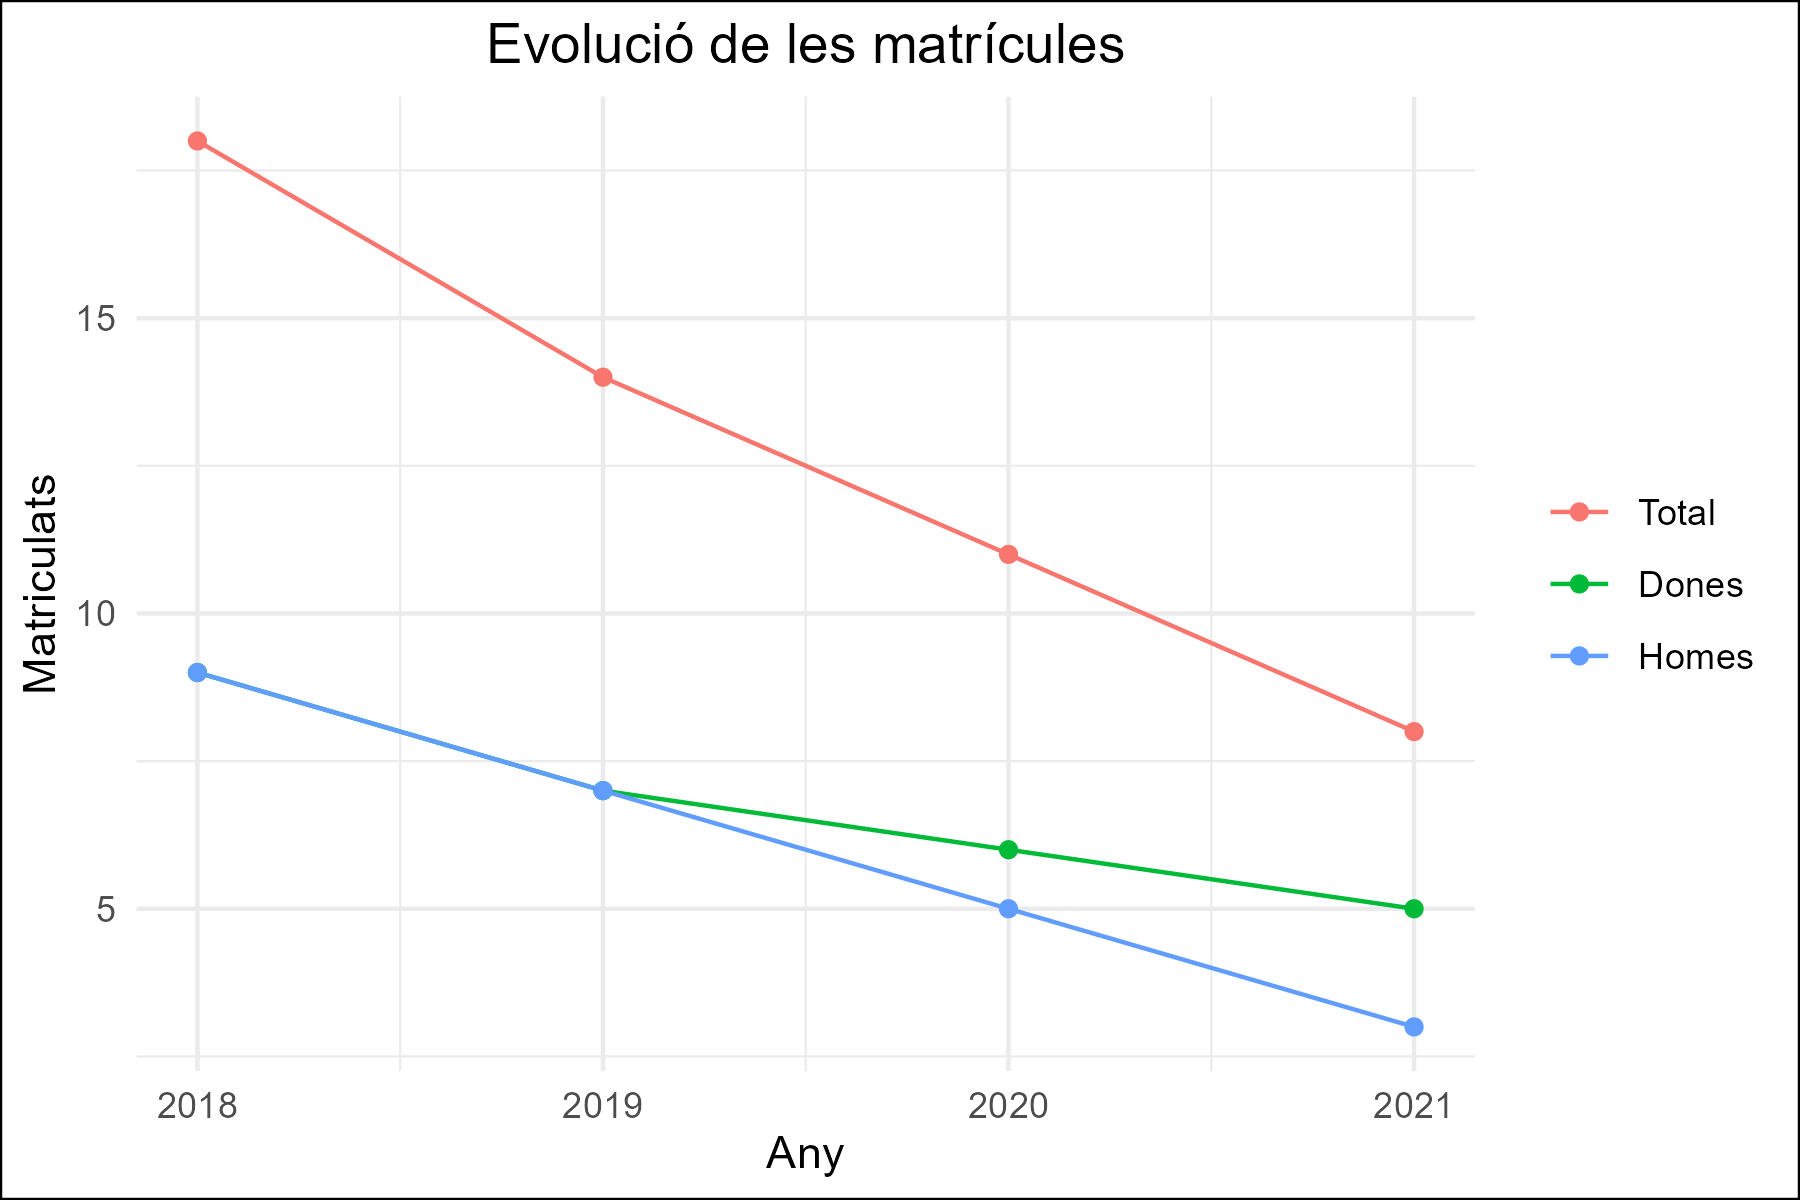 Evolució de les matrícules
Matriculats
15
10
5
2018
2019
2020
2021
Any
Total
Dones
Homes